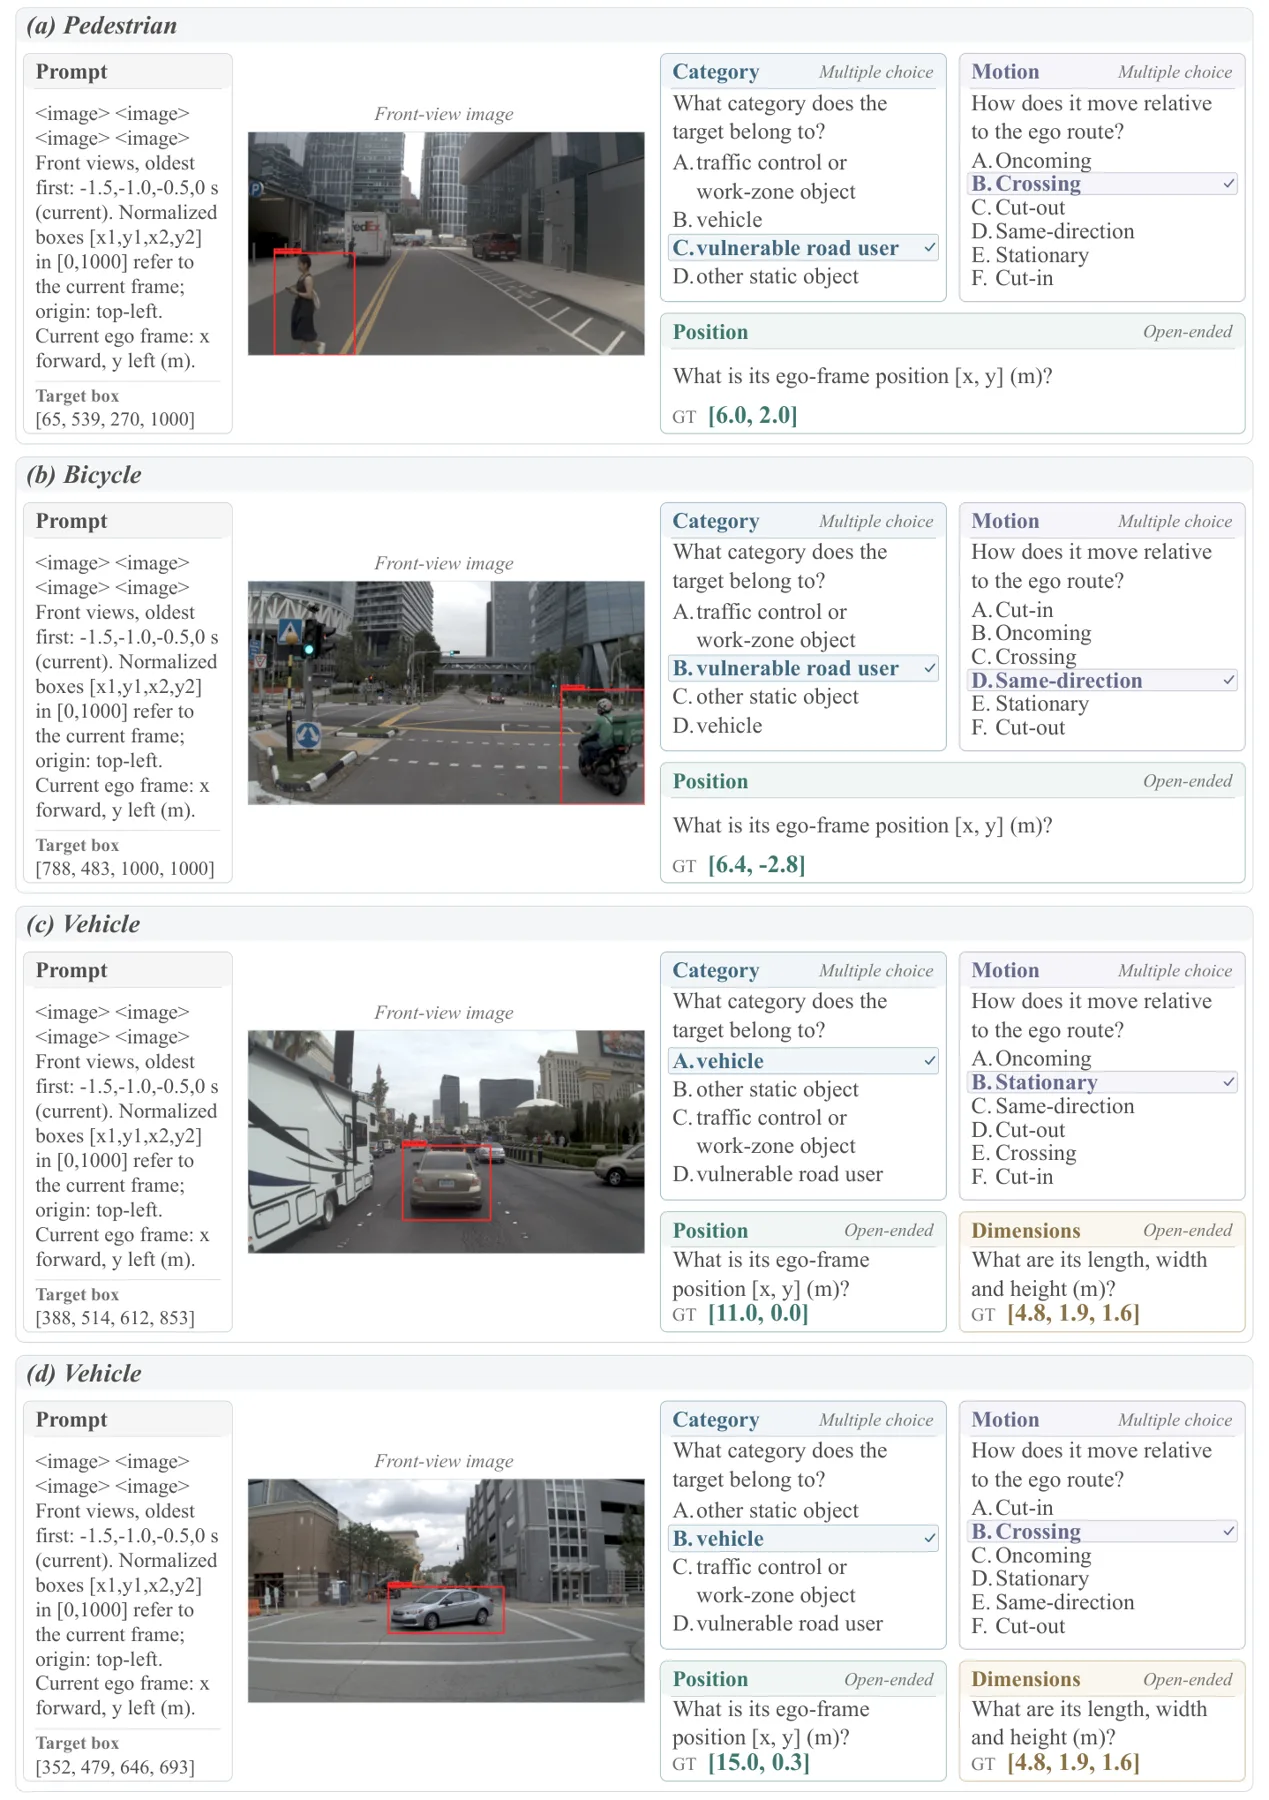 (a) Pedestrian
Prompt
<image> <image>
<image> <image>
Front views, oldest
first: -1.5,-1.0,-0.5,0 s
(current). Normalized
boxes [x1,y1,x2,y2]
in [0,1000] refer to
the current frame;
origin: top-left.
Current ego frame: x
forward, y left (m).
Target box
[65, 539, 270, 1000]
Front-view image
P
FedEx
Category Multiple choice
What category does the
target belong to?
A. traffic control or
work-zone object
B. vehicle
C. vulnerable road user ✓
D. other static object
Motion Multiple choice
How does it move relative
to the ego route?
A. Oncoming
B. Crossing ✓
C. Cut-out
D. Same-direction
E. Stationary
F. Cut-in
Position Open-ended
What is its ego-frame position [x, y] (m)?
GT [6.0, 2.0]
(b) Bicycle
Prompt
<image> <image>
<image> <image>
Front views, oldest
first: -1.5,-1.0,-0.5,0 s
(current). Normalized
boxes [x1,y1,x2,y2]
in [0,1000] refer to
the current frame;
origin: top-left.
Current ego frame: x
forward, y left (m).
Target box
[788, 483, 1000, 1000]
Front-view image
Category Multiple choice
What category does the
target belong to?
A. traffic control or
work-zone object
B. vulnerable road user ✓
C. other static object
D. vehicle
Motion Multiple choice
How does it move relative
to the ego route?
A. Cut-in
B. Oncoming
C. Crossing
D. Same-direction ✓
E. Stationary
F. Cut-out
Position Open-ended
What is its ego-frame position [x, y] (m)?
GT [6.4, -2.8]
(c) Vehicle
Prompt
<image> <image>
<image> <image>
Front views, oldest
first: -1.5,-1.0,-0.5,0 s
(current). Normalized
boxes [x1,y1,x2,y2]
in [0,1000] refer to
the current frame;
origin: top-left.
Current ego frame: x
forward, y left (m).
Target box
[388, 514, 612, 853]
Front-view image
Category Multiple choice
What category does the
target belong to?
A. vehicle ✓
B. other static object
C. traffic control or
work-zone object
D. vulnerable road user
Motion Multiple choice
How does it move relative
to the ego route?
A. Oncoming
B. Stationary ✓
C. Same-direction
D. Cut-out
E. Crossing
F. Cut-in
Position Open-ended
What is its ego-frame
position [x, y] (m)?
GT [11.0, 0.0]
Dimensions Open-ended
What are its length, width
and height (m)?
GT [4.8, 1.9, 1.6]
(d) Vehicle
Prompt
<image> <image>
<image> <image>
Front views, oldest
first: -1.5,-1.0,-0.5,0 s
(current). Normalized
boxes [x1,y1,x2,y2]
in [0,1000] refer to
the current frame;
origin: top-left.
Current ego frame: x
forward, y left (m).
Target box
[352, 479, 646, 693]
Front-view image
Category Multiple choice
What category does the
target belong to?
A. other static object
B. vehicle ✓
C. traffic control or
work-zone object
D. vulnerable road user
Motion Multiple choice
How does it move relative
to the ego route?
A. Cut-in
B. Crossing ✓
C. Oncoming
D. Stationary
E. Same-direction
F. Cut-out
Position Open-ended
What is its ego-frame
position [x, y] (m)?
GT [15.0, 0.3]
Dimensions Open-ended
What are its length, width
and height (m)?
GT [4.8, 1.9, 1.6]